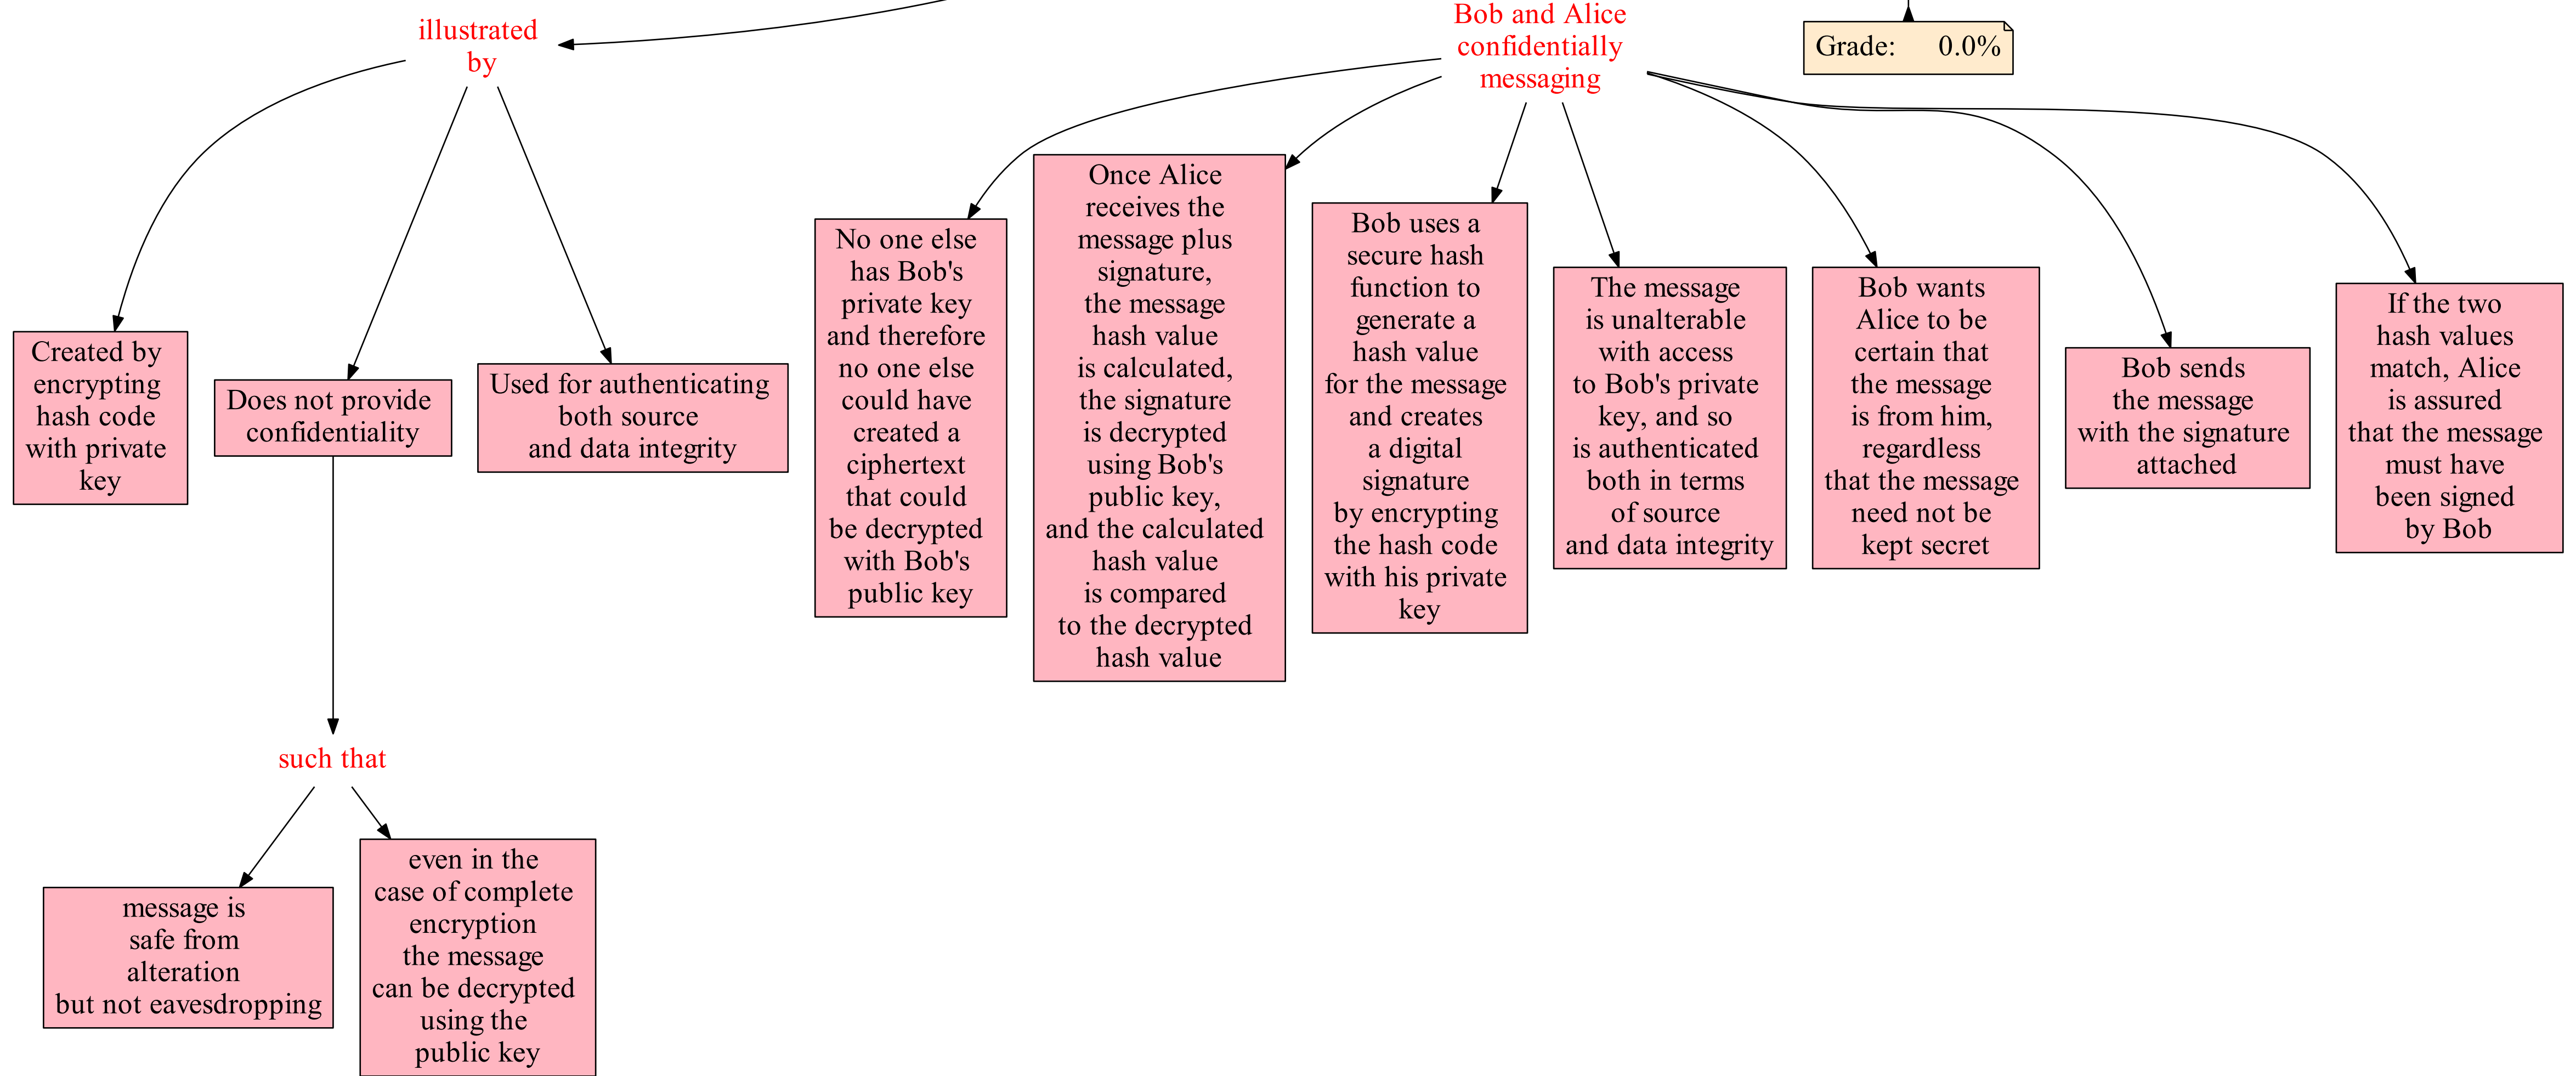 illustrated
by
Bob and Alice
confidentially
messaging
Grade: 0.0%
Created by
encrypting
hash code
with private
key
Does not provide
confidentiality
Used for authenticating
both source
and data integrity
No one else
has Bob's
private key
and therefore
no one else
could have
created a
ciphertext
that could
be decrypted
with Bob's
public key
Once Alice
receives the
message plus
signature,
the message
hash value
is calculated,
the signature
is decrypted
using Bob's
public key,
and the calculated
hash value
is compared
to the decrypted
hash value
Bob uses a
secure hash
function to
generate a
hash value
for the message
and creates
a digital
signature
by encrypting
the hash code
with his private
key
The message
is unalterable
with access
to Bob's private
key, and so
is authenticated
both in terms
of source
and data integrity
Bob wants
Alice to be
certain that
the message
is from him,
regardless
that the message
need not be
kept secret
Bob sends
the message
with the signature
attached
If the two
hash values
match, Alice
is assured
that the message
must have
been signed
by Bob
such that
message is
safe from
alteration
but not eavesdropping
even in the
case of complete
encryption
the message
can be decrypted
using the
public key